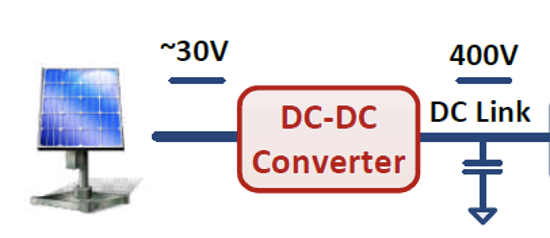 ~30V
400V
DC-DC
Converter
DC Link